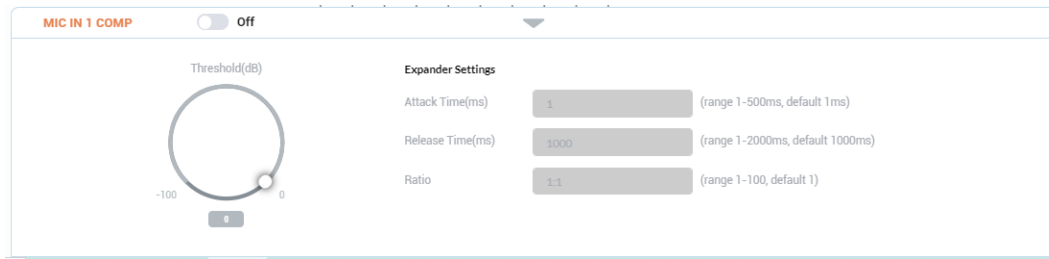 MIC IN 1 COMP Off
Threshold(dB)
-100
0
0
Expander Settings
Attack Time(ms) 1 (range 1-500ms, default 1ms)
Release Time(ms) 1000 (range 1-2000ms, default 1000ms)
Ratio 1:1 (range 1-100, default 1)